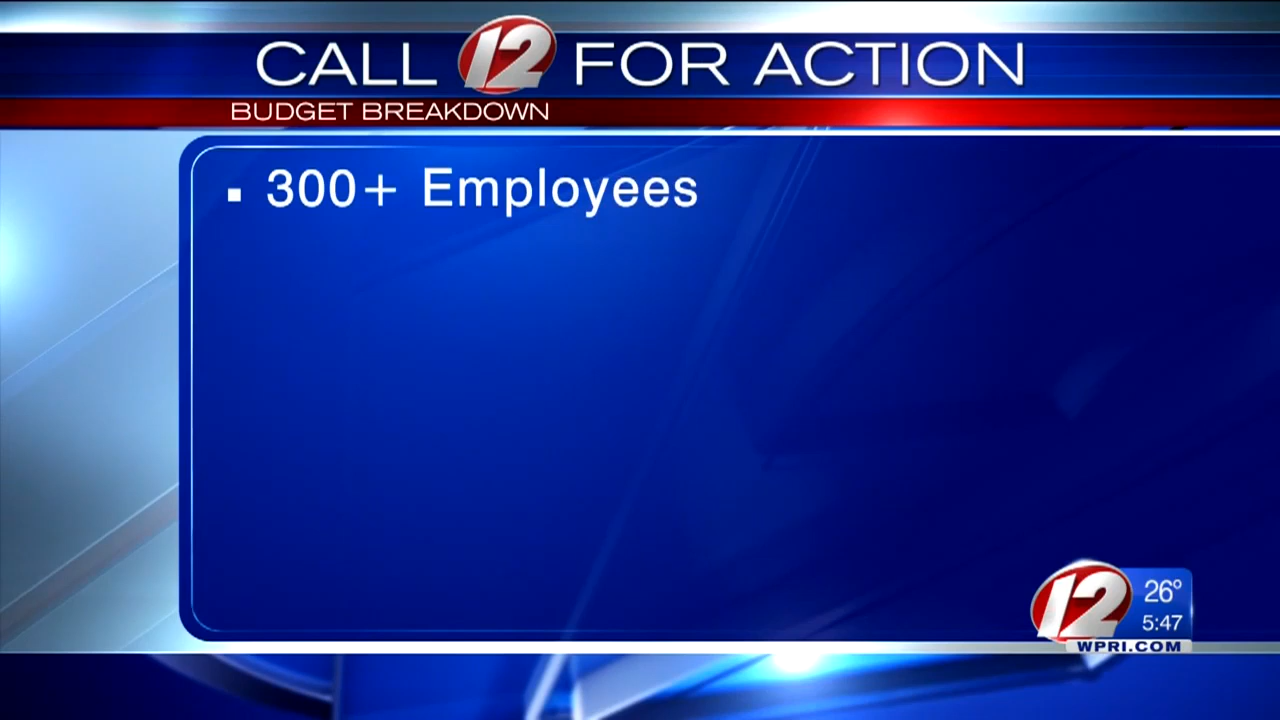 CALL 12 FOR ACTION
BUDGET BREAKDOWN
▪ 300+ Employees
12
26°
5:47
WPRI.COM